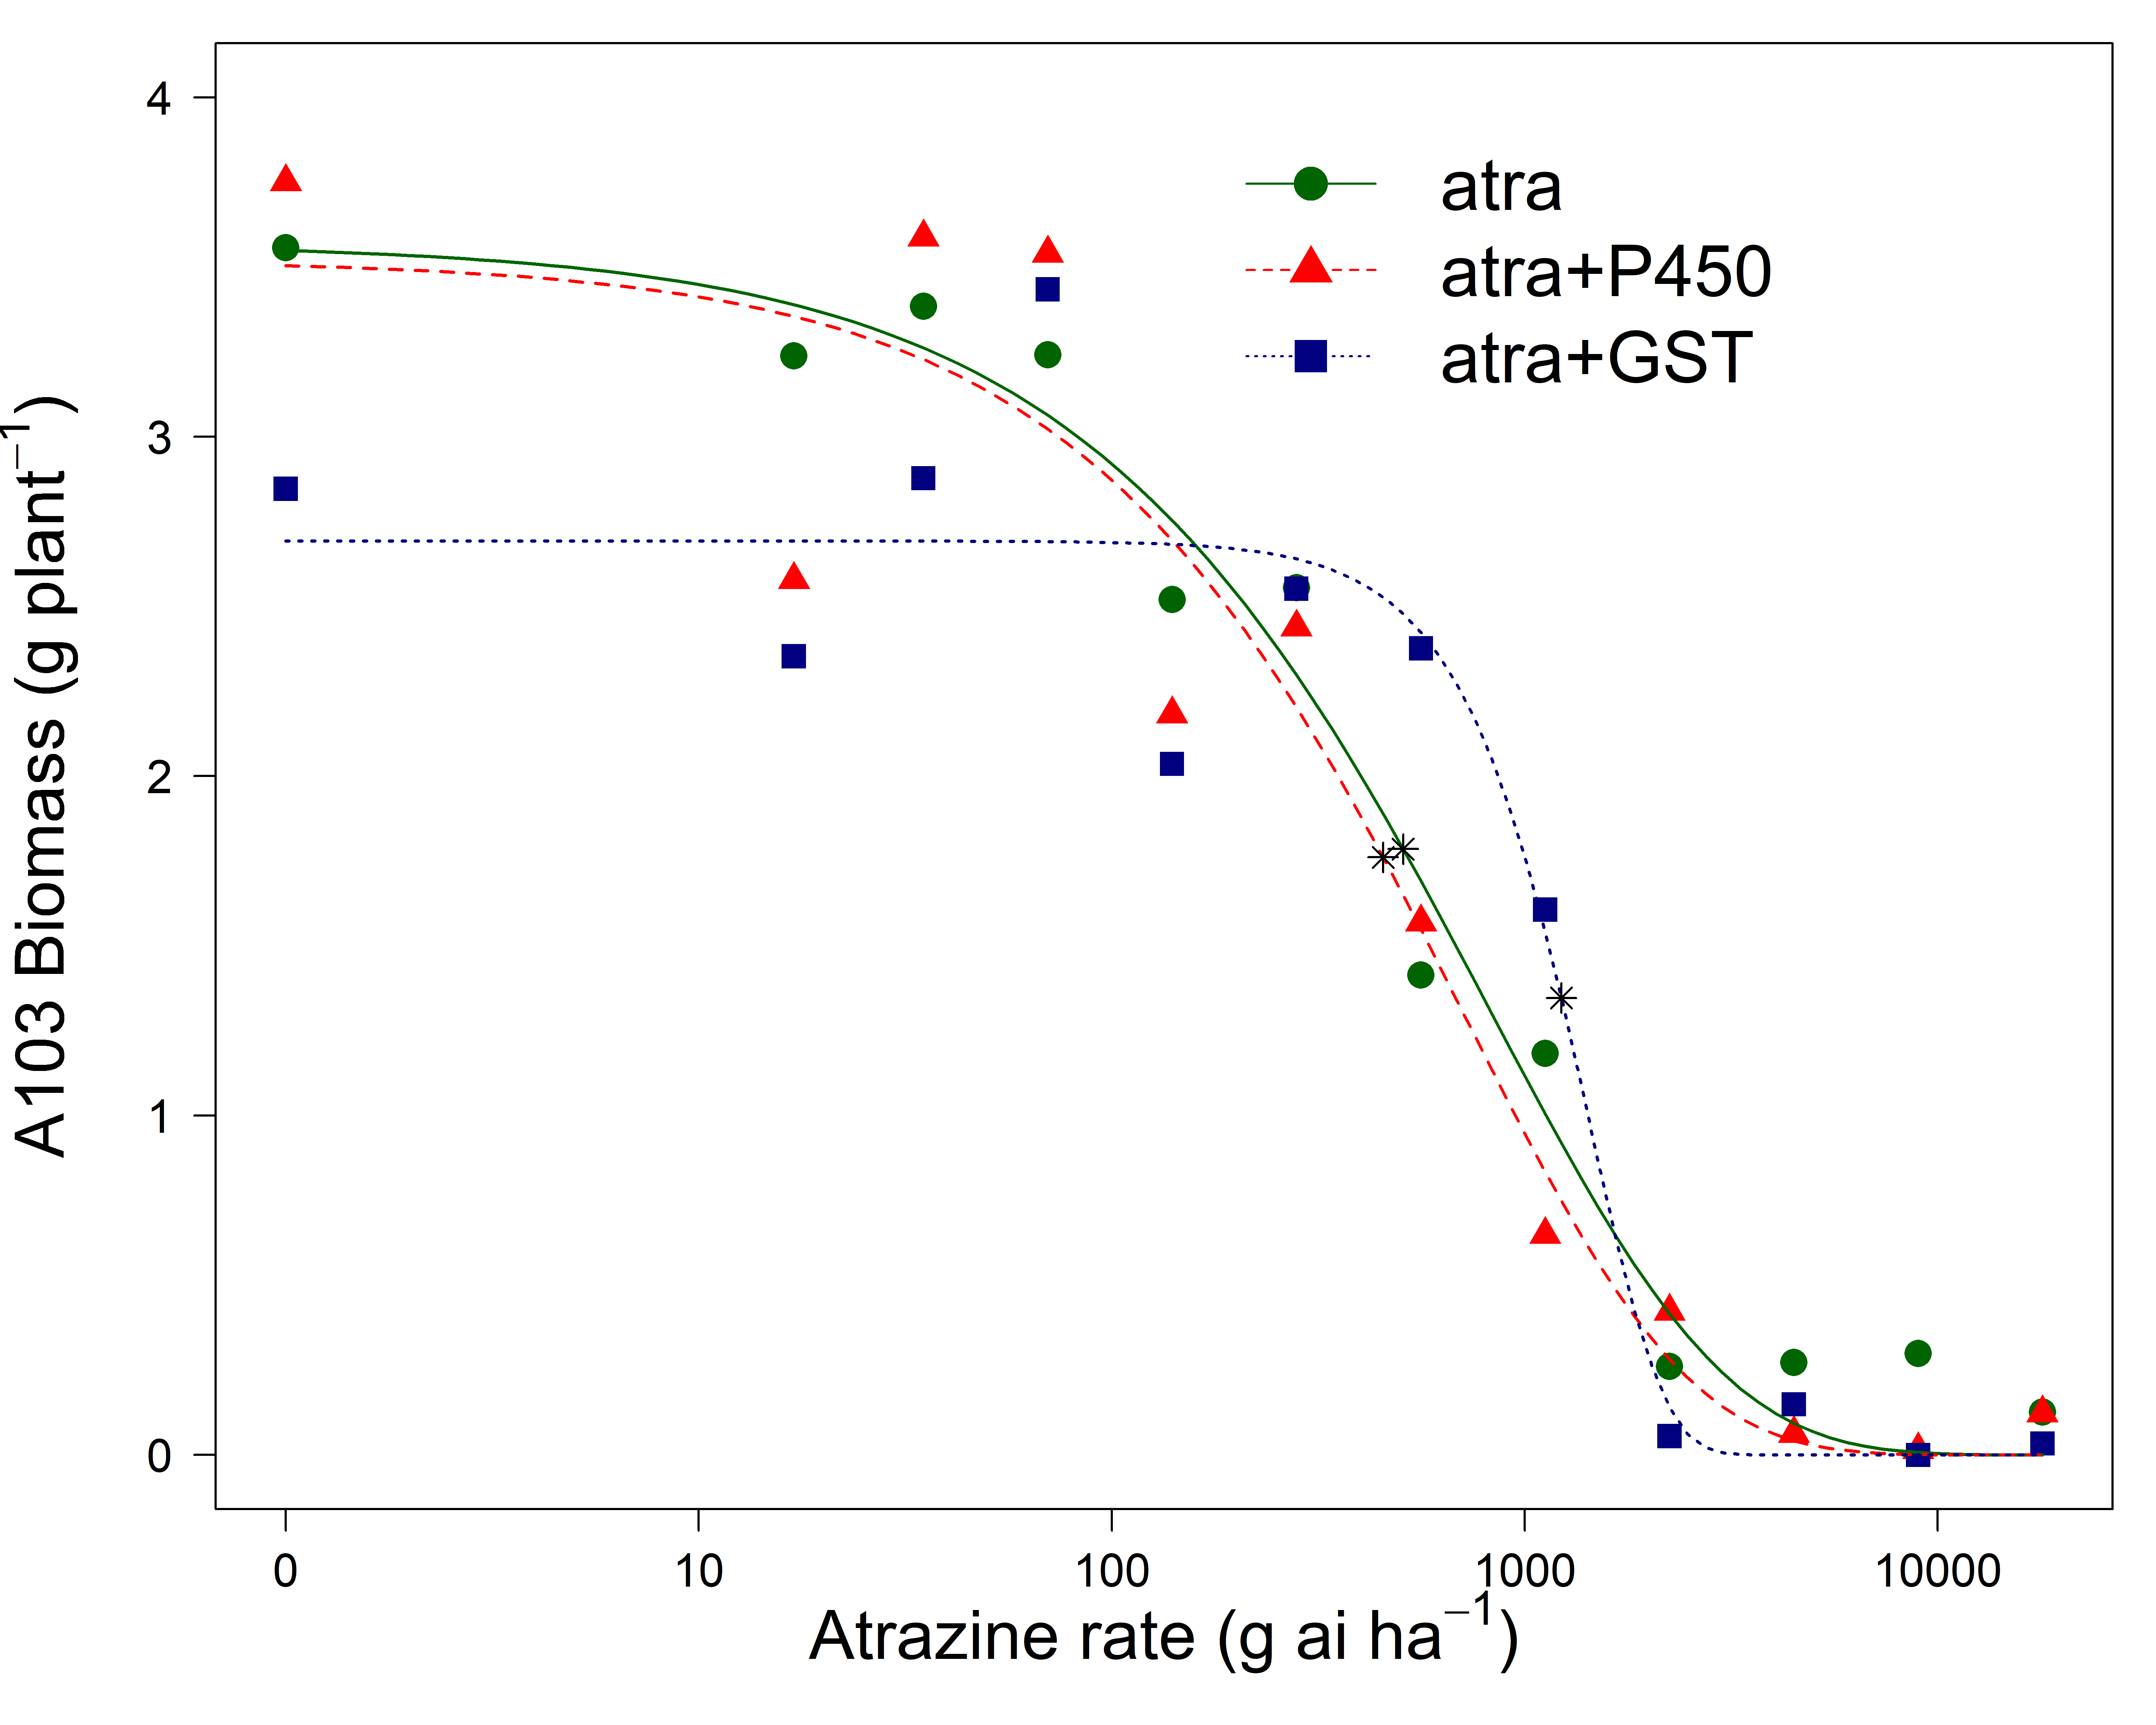 4
3
2
1
0
A103 Biomass (g plant⁻¹)
atra
atra+P450
atra+GST
0 10 100 1000 10000
Atrazine rate (g ai ha⁻¹)